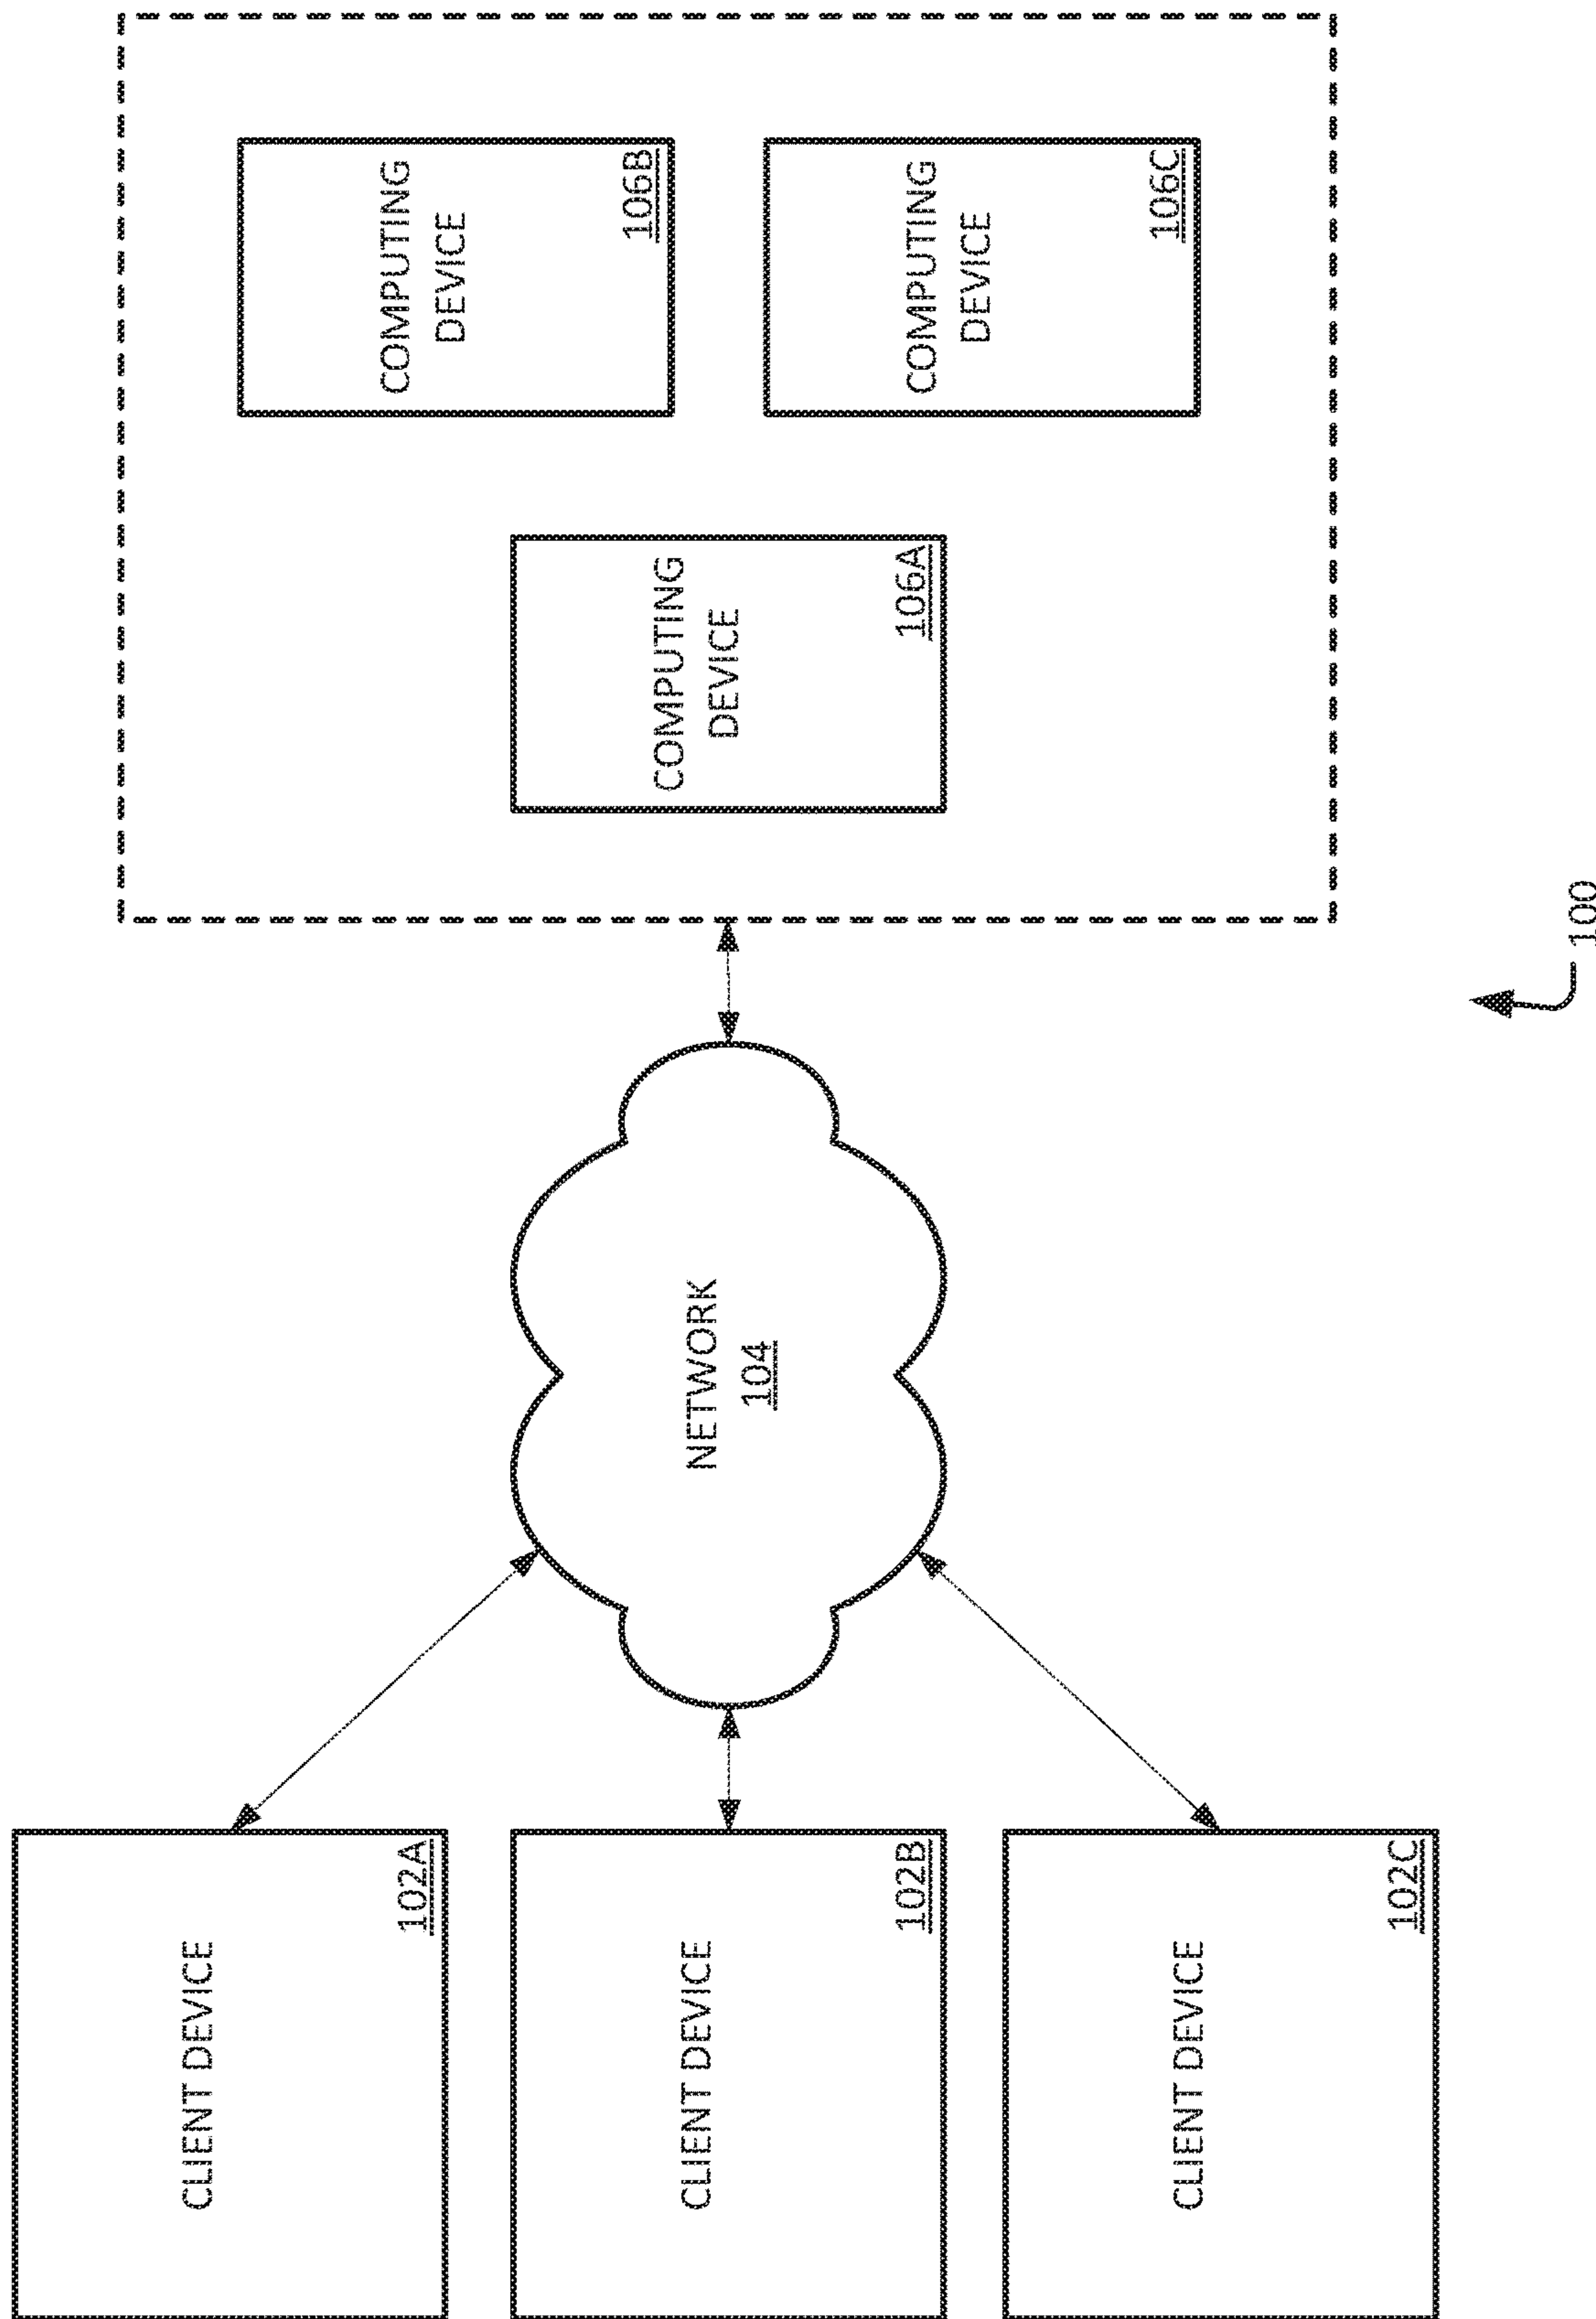 CLIENT DEVICE
102A
CLIENT DEVICE
102B
CLIENT DEVICE
102C
NETWORK
104
COMPUTING
DEVICE
106A
COMPUTING
DEVICE
106B
COMPUTING
DEVICE
106C
100